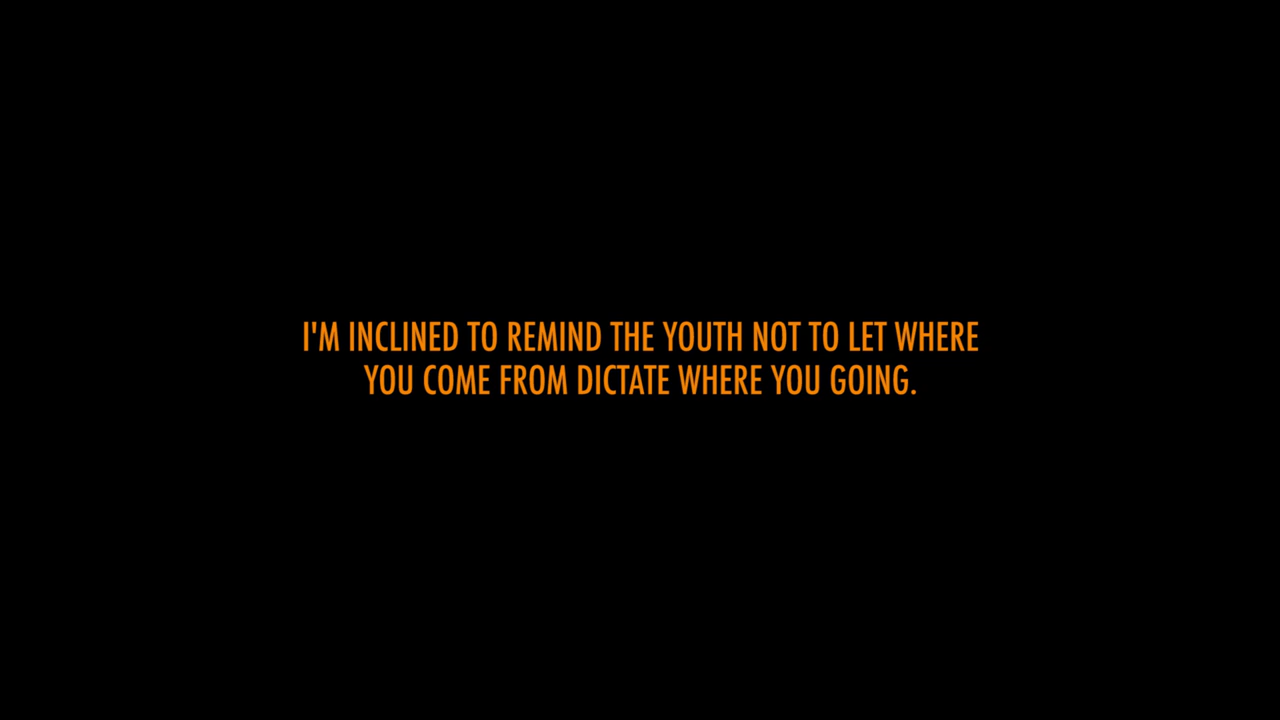 I'M INCLINED TO REMIND THE YOUTH NOT TO LET WHERE
YOU COME FROM DICTATE WHERE YOU GOING.